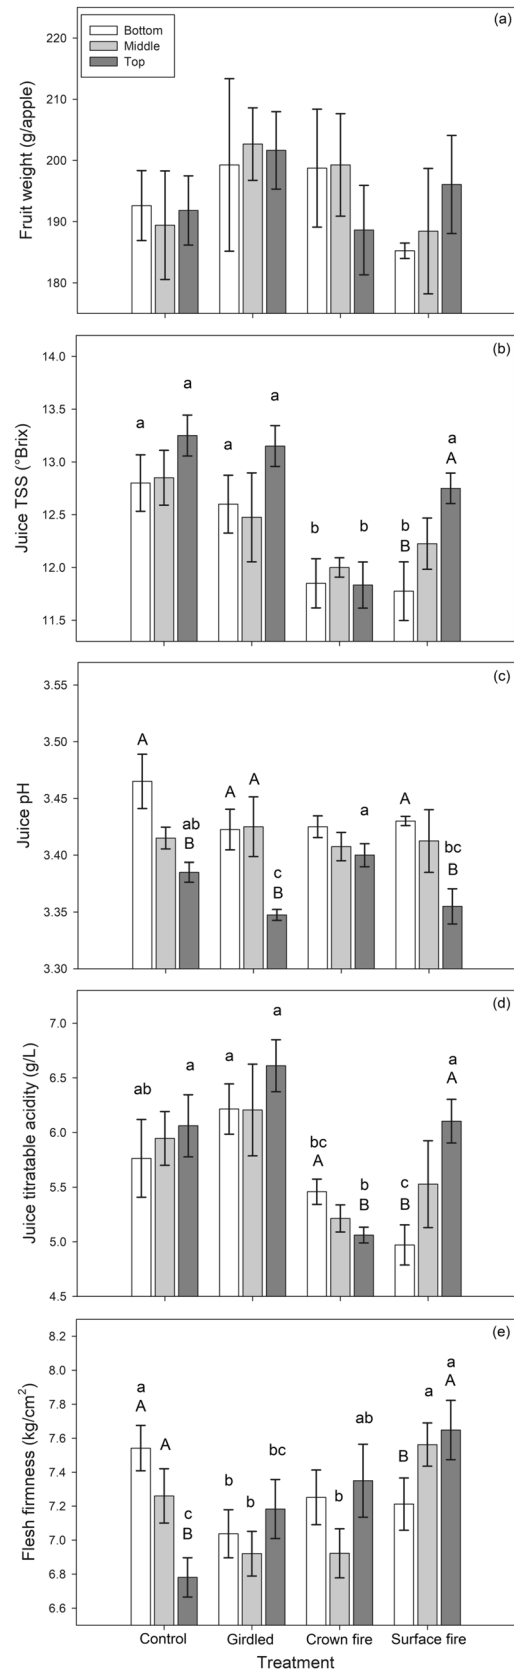 (a)
Bottom
Middle
Top
220
210
200
190
180
Fruit weight (g/apple)
(b)
14.0
13.5
13.0
12.5
12.0
11.5
Juice TSS (°Brix)
a a a a b b b B a A
(c)
3.55
3.50
3.45
3.40
3.35
3.30
Juice pH
A ab B A A c B a A bc B
(d)
7.0
6.5
6.0
5.5
5.0
4.5
Juice titratable acidity (g/L)
ab a a a bc A b B c B a A
(e)
8.2
8.0
7.8
7.6
7.4
7.2
7.0
6.8
6.6
Flesh firmness (kg/cm2)
a A A c B b b bc b ab B a a A
Control Girdled Crown fire Surface fire
Treatment